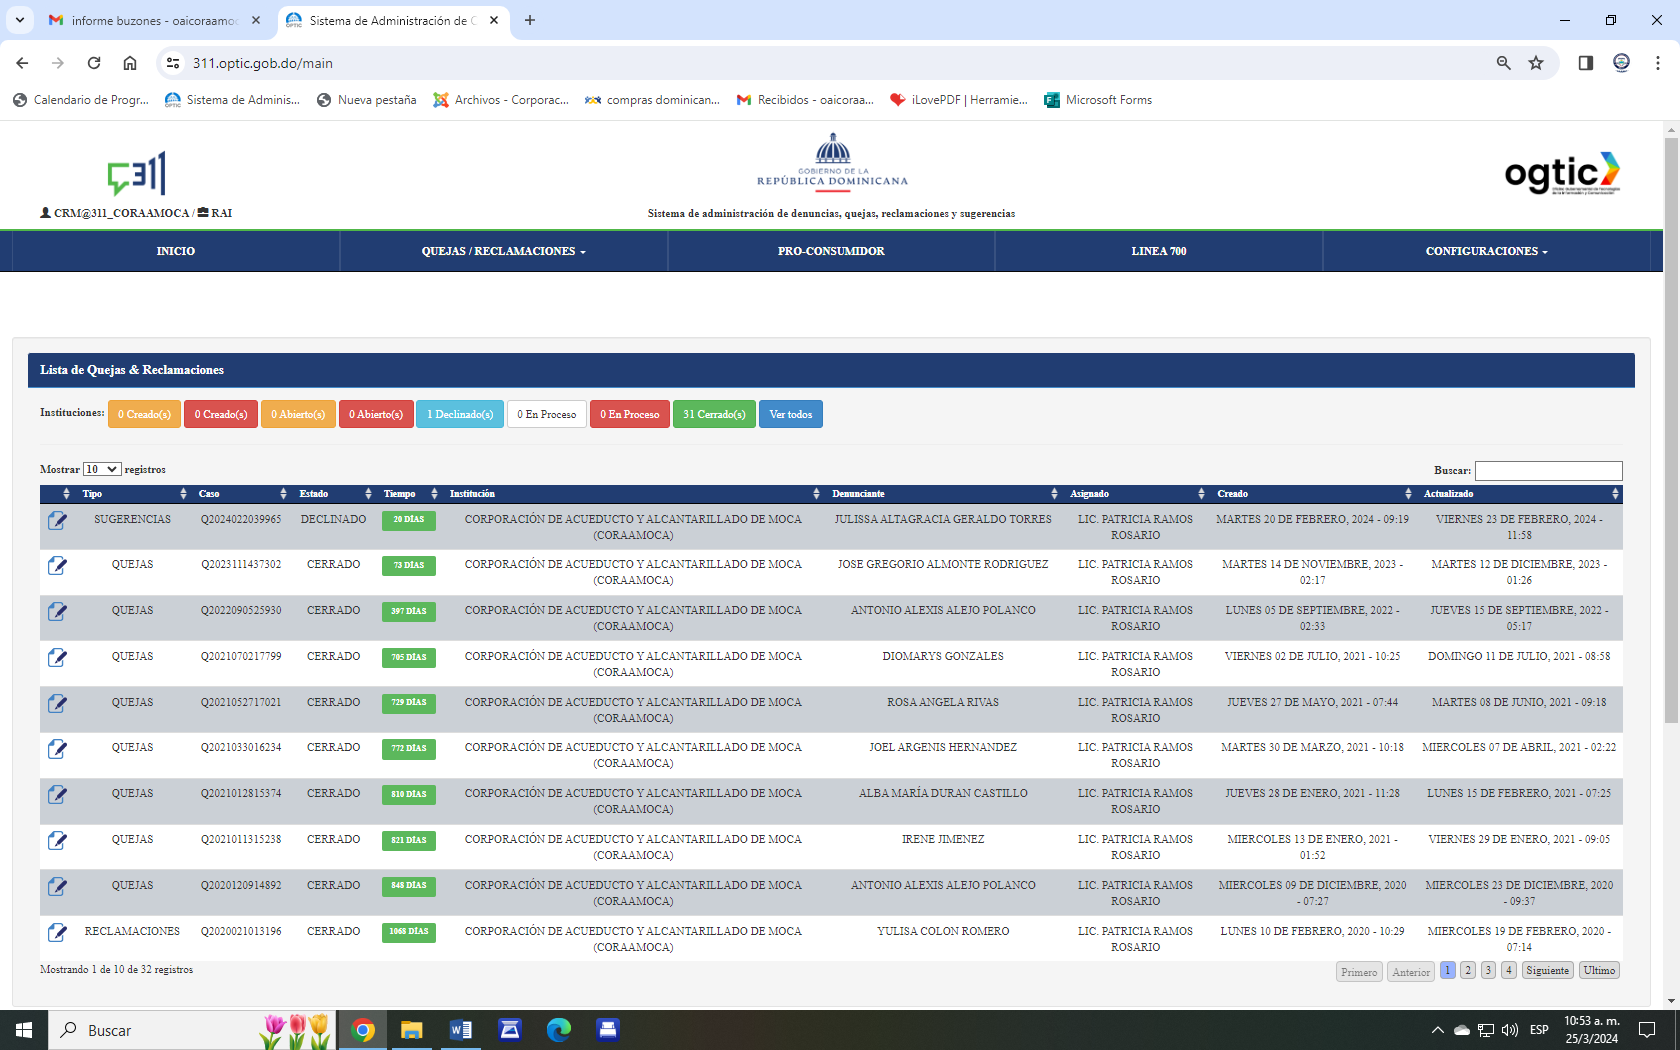 informe buzones - oaicoraamoc
Sistema de Administración de C
311.optic.gob.do/main
Calendario de Progr...
Sistema de Adminis...
Nueva pestaña
Archivos - Corporac...
compras dominican...
Recibidos - oaicoraa...
iLovePDF | Herramie...
Microsoft Forms
311
GOBIERNO DE LA
REPÚBLICA DOMINICANA
ogtic
CRM@311_CORAAMOCA / RAI
Sistema de administración de denuncias, quejas, reclamaciones y sugerencias
INICIO
QUEJAS / RECLAMACIONES
PRO-CONSUMIDOR
LINEA 700
CONFIGURACIONES
Lista de Quejas & Reclamaciones
Instituciones: 0 Creado(s) 0 Creado(s) 0 Abierto(s) 0 Abierto(s) 1 Declinado(s) 0 En Proceso 0 En Proceso 31 Cerrado(s) Ver todos
Mostrar 10 registros
Buscar:
Tipo Caso Estado Tiempo Institución Denunciante Asignado Creado Actualizado
SUGERENCIAS Q2024022039965 DECLINADO 20 DÍAS CORPORACIÓN DE ACUEDUCTO Y ALCANTARILLADO DE MOCA JULISSA ALTAGRACIA GERALDO TORRES LIC. PATRICIA RAMOS MARTES 20 DE FEBRERO, 2024 - 09:19 VIERNES 23 DE FEBRERO, 2024 -
(CORAAMOCA) ROSARIO 11:58
QUEJAS Q2023111437302 CERRADO 73 DÍAS CORPORACIÓN DE ACUEDUCTO Y ALCANTARILLADO DE MOCA JOSE GREGORIO ALMONTE RODRIGUEZ LIC. PATRICIA RAMOS MARTES 14 DE NOVIEMBRE, 2023 - MARTES 12 DE DICIEMBRE, 2023 -
(CORAAMOCA) ROSARIO 02:17 01:26
QUEJAS Q2022090525930 CERRADO 397 DÍAS CORPORACIÓN DE ACUEDUCTO Y ALCANTARILLADO DE MOCA ANTONIO ALEXIS ALEJO POLANCO LIC. PATRICIA RAMOS LUNES 05 DE SEPTIEMBRE, 2022 - JUEVES 15 DE SEPTIEMBRE, 2022 -
(CORAAMOCA) ROSARIO 02:33 05:17
QUEJAS Q2021070217799 CERRADO 705 DÍAS CORPORACIÓN DE ACUEDUCTO Y ALCANTARILLADO DE MOCA DIOMARYS GONZALES LIC. PATRICIA RAMOS VIERNES 02 DE JULIO, 2021 - 10:25 DOMINGO 11 DE JULIO, 2021 - 08:58
(CORAAMOCA) ROSARIO
QUEJAS Q2021052717021 CERRADO 729 DÍAS CORPORACIÓN DE ACUEDUCTO Y ALCANTARILLADO DE MOCA ROSA ANGELA RIVAS LIC. PATRICIA RAMOS JUEVES 27 DE MAYO, 2021 - 07:44 MARTES 08 DE JUNIO, 2021 - 09:18
(CORAAMOCA) ROSARIO
QUEJAS Q2021033016234 CERRADO 772 DÍAS CORPORACIÓN DE ACUEDUCTO Y ALCANTARILLADO DE MOCA JOEL ARGENIS HERNANDEZ LIC. PATRICIA RAMOS MARTES 30 DE MARZO, 2021 - 10:18 MIERCOLES 07 DE ABRIL, 2021 - 02:22
(CORAAMOCA) ROSARIO
QUEJAS Q2021012815374 CERRADO 810 DÍAS CORPORACIÓN DE ACUEDUCTO Y ALCANTARILLADO DE MOCA ALBA MARÍA DURAN CASTILLO LIC. PATRICIA RAMOS JUEVES 28 DE ENERO, 2021 - 11:28 LUNES 15 DE FEBRERO, 2021 - 07:25
(CORAAMOCA) ROSARIO
QUEJAS Q2021011315238 CERRADO 821 DÍAS CORPORACIÓN DE ACUEDUCTO Y ALCANTARILLADO DE MOCA IRENE JIMENEZ LIC. PATRICIA RAMOS MIERCOLES 13 DE ENERO, 2021 - VIERNES 29 DE ENERO, 2021 - 09:05
(CORAAMOCA) ROSARIO 01:52
QUEJAS Q2020120914892 CERRADO 848 DÍAS CORPORACIÓN DE ACUEDUCTO Y ALCANTARILLADO DE MOCA ANTONIO ALEXIS ALEJO POLANCO LIC. PATRICIA RAMOS MIERCOLES 09 DE DICIEMBRE, 2020 MIERCOLES 23 DE DICIEMBRE, 2020
(CORAAMOCA) ROSARIO - 07:27 - 09:37
RECLAMACIONES Q2020021013196 CERRADO 1068 DÍAS CORPORACIÓN DE ACUEDUCTO Y ALCANTARILLADO DE MOCA YULISA COLON ROMERO LIC. PATRICIA RAMOS LUNES 10 DE FEBRERO, 2020 - 10:29 MIERCOLES 19 DE FEBRERO, 2020 -
(CORAAMOCA) ROSARIO 07:14
Mostrando 1 de 10 de 32 registros
Primero Anterior 1 2 3 4 Siguiente Ultimo
Buscar
ESP
10:53 a. m.
25/3/2024